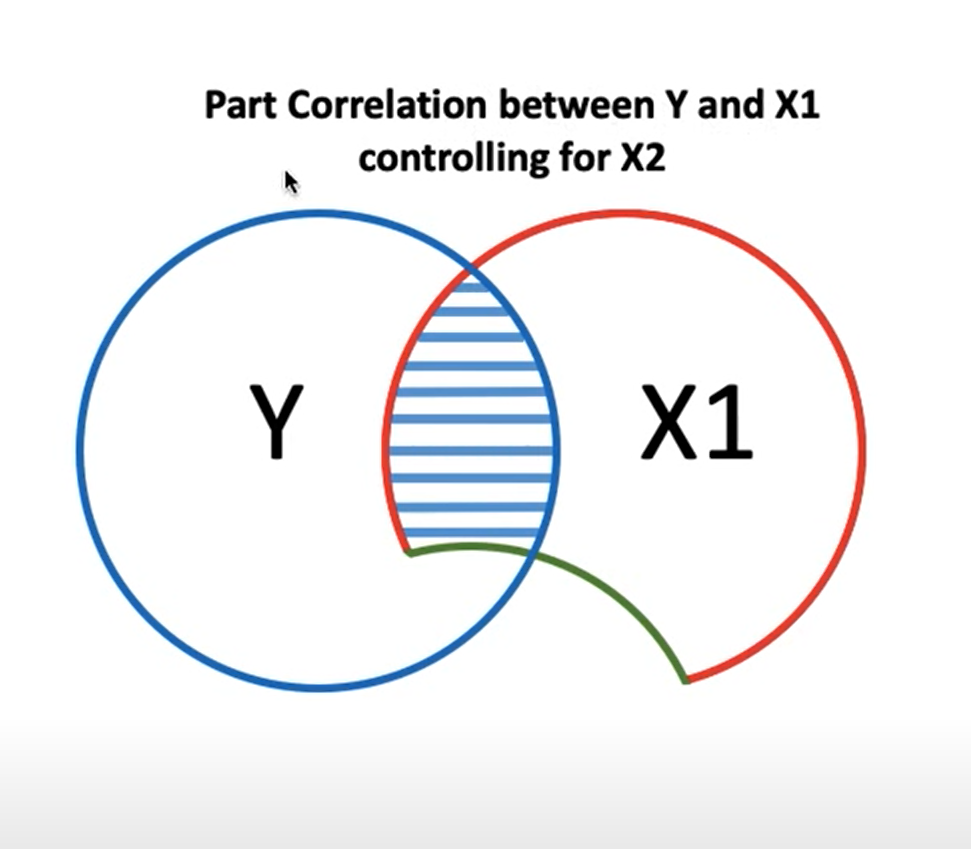 Part Correlation between Y and X1
controlling for X2
Y
X1